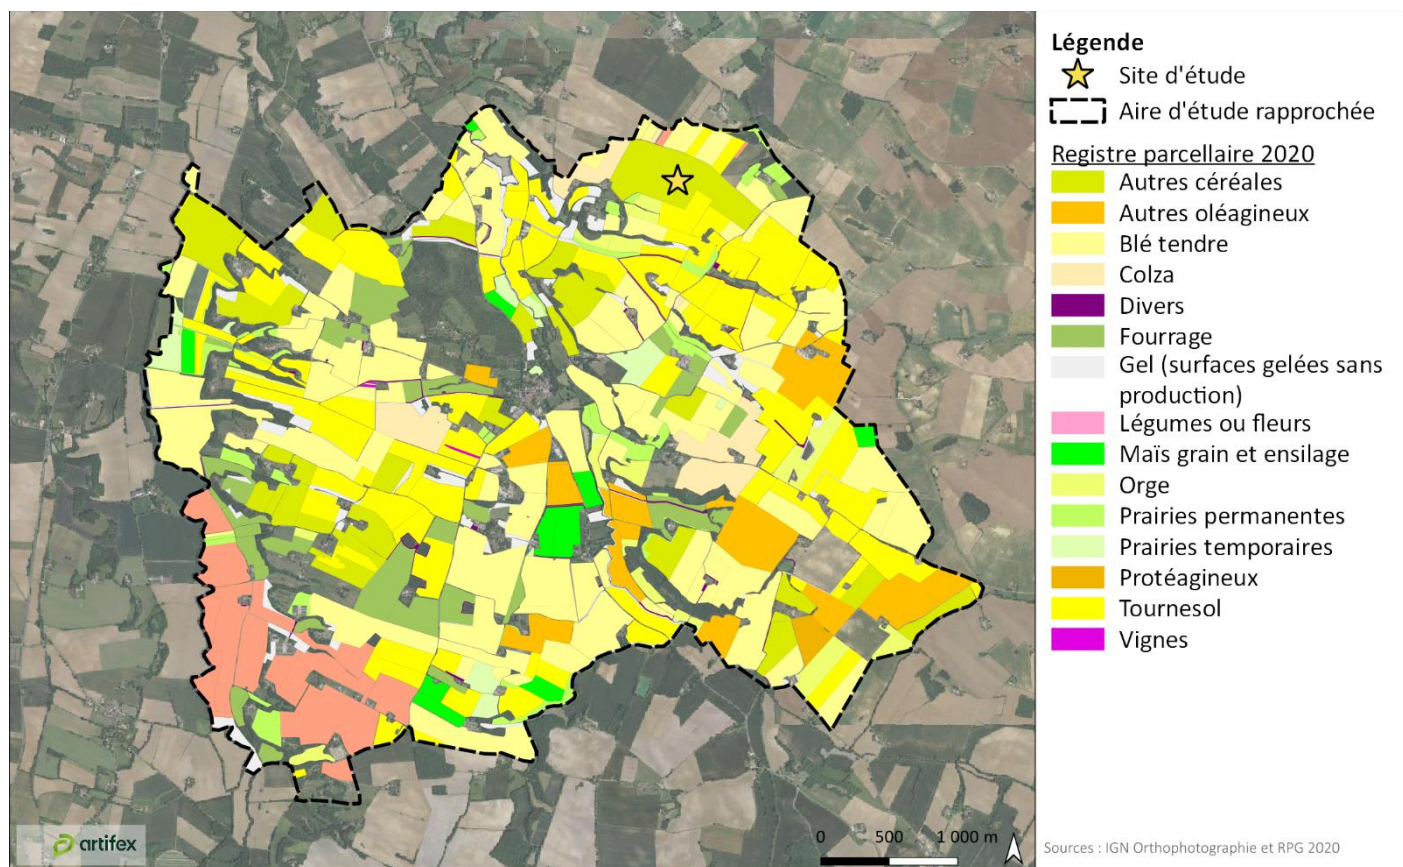 Légende
Site d'étude
Aire d'étude rapprochée
Registre parcellaire 2020
Autres céréales
Autres oléagineux
Blé tendre
Colza
Divers
Fourrage
Gel (surfaces gelées sans
production)
Légumes ou fleurs
Maïs grain et ensilage
Orge
Prairies permanentes
Prairies temporaires
Protéagineux
Tournesol
Vignes
artifex
0 500 1 000 m
Sources : IGN Orthophotographie et RPG 2020